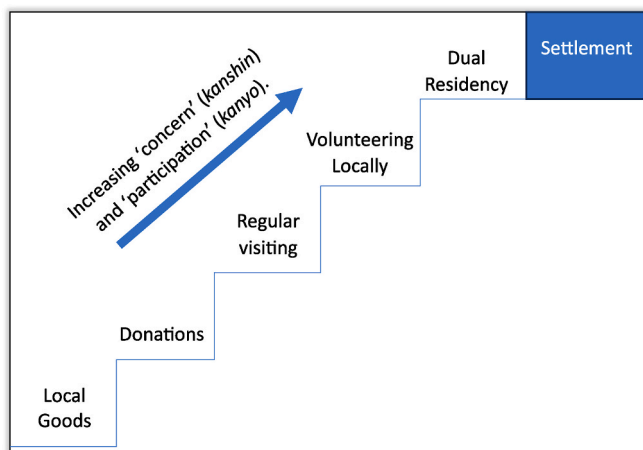 Settlement
Dual
Residency
Increasing ‘concern’ (kanshin)
and ‘participation’ (kanyo).
Volunteering
Locally
Regular
visiting
Donations
Local
Goods